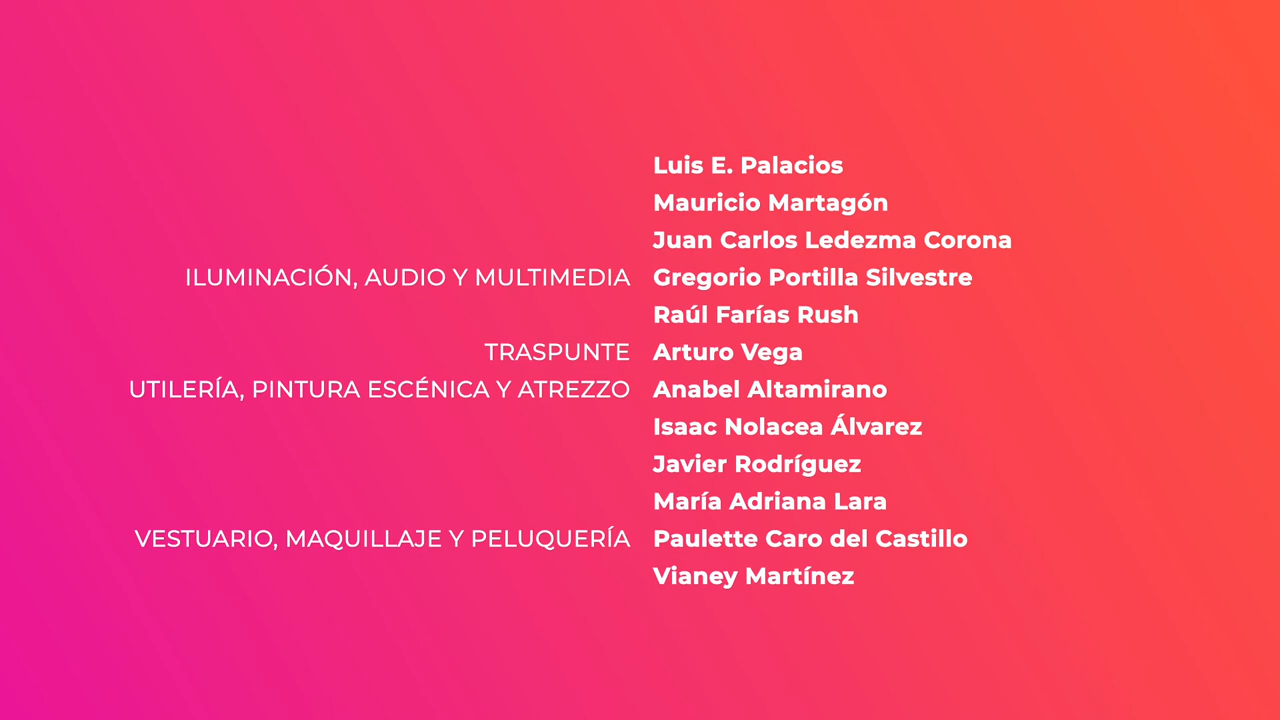 Luis E. Palacios
Mauricio Martagón
Juan Carlos Ledezma Corona
ILUMINACIÓN, AUDIO Y MULTIMEDIA Gregorio Portilla Silvestre
Raúl Farías Rush
TRASPUNTE Arturo Vega
UTILERÍA, PINTURA ESCÉNICA Y ATREZZO Anabel Altamirano
Isaac Nolacea Álvarez
Javier Rodríguez
María Adriana Lara
VESTUARIO, MAQUILLAJE Y PELUQUERÍA Paulette Caro del Castillo
Vianey Martínez